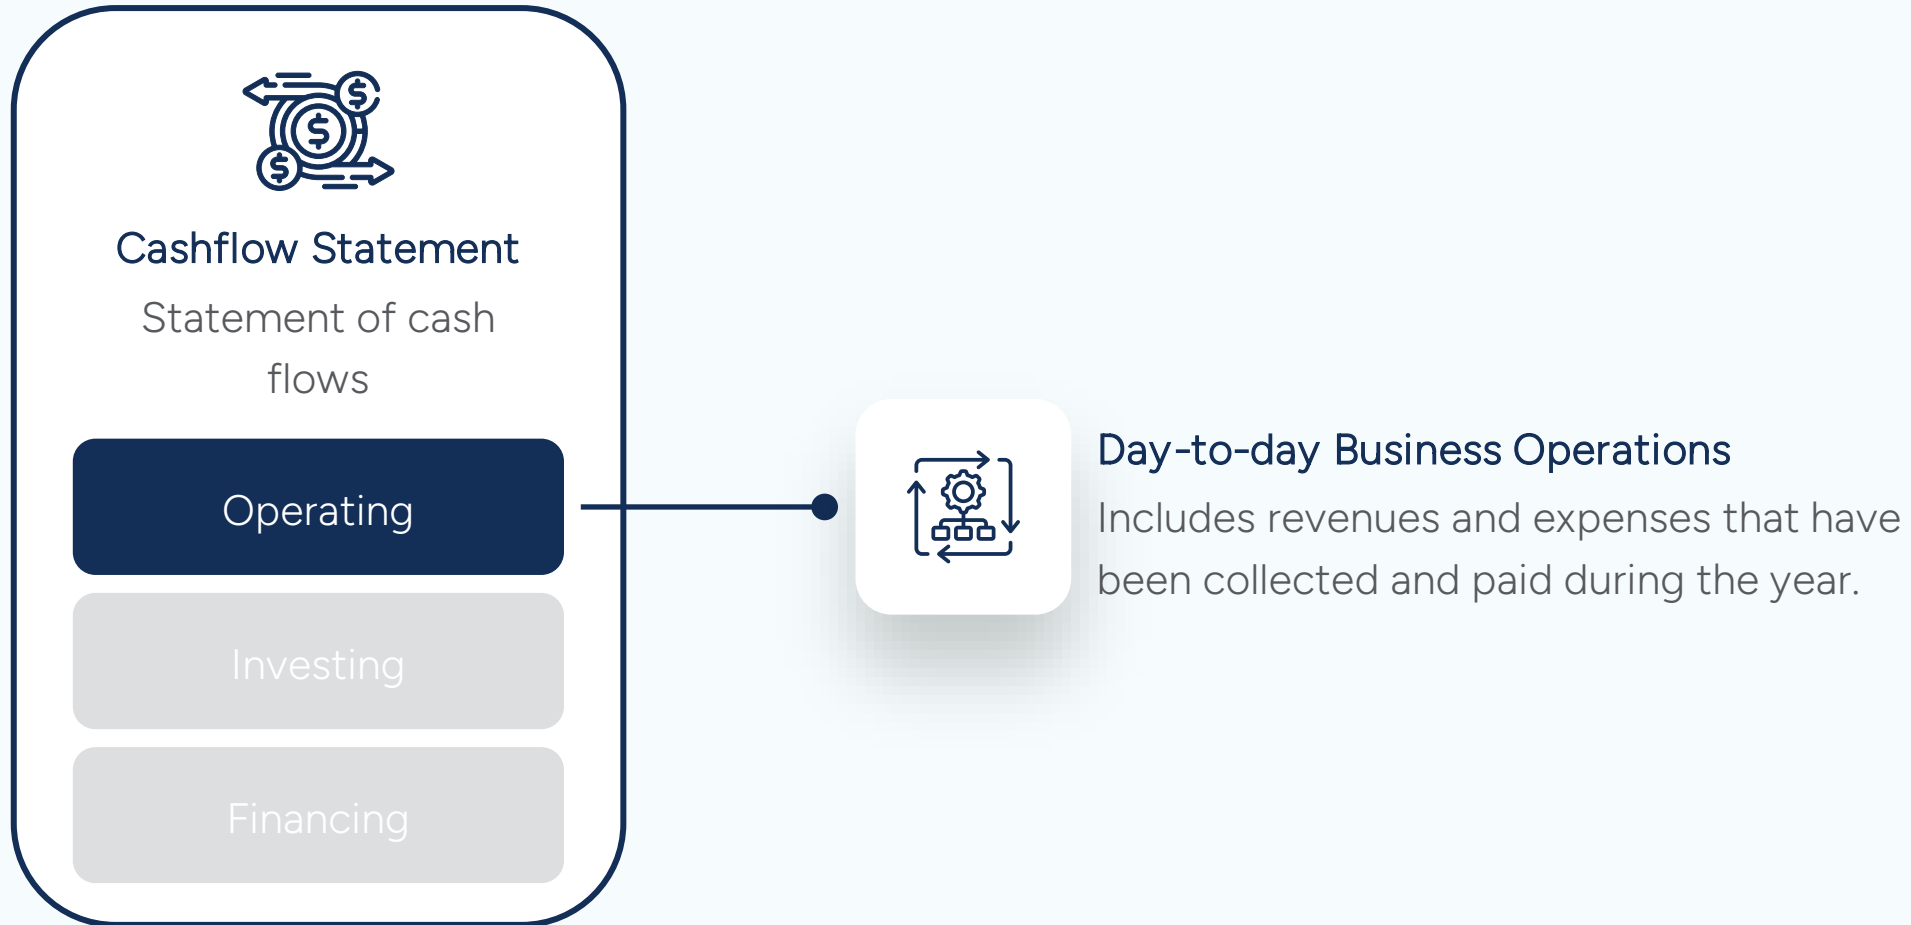 Cashflow Statement
Statement of cash
flows
Operating
Investing
Financing
Day-to-day Business Operations
Includes revenues and expenses that have
been collected and paid during the year.